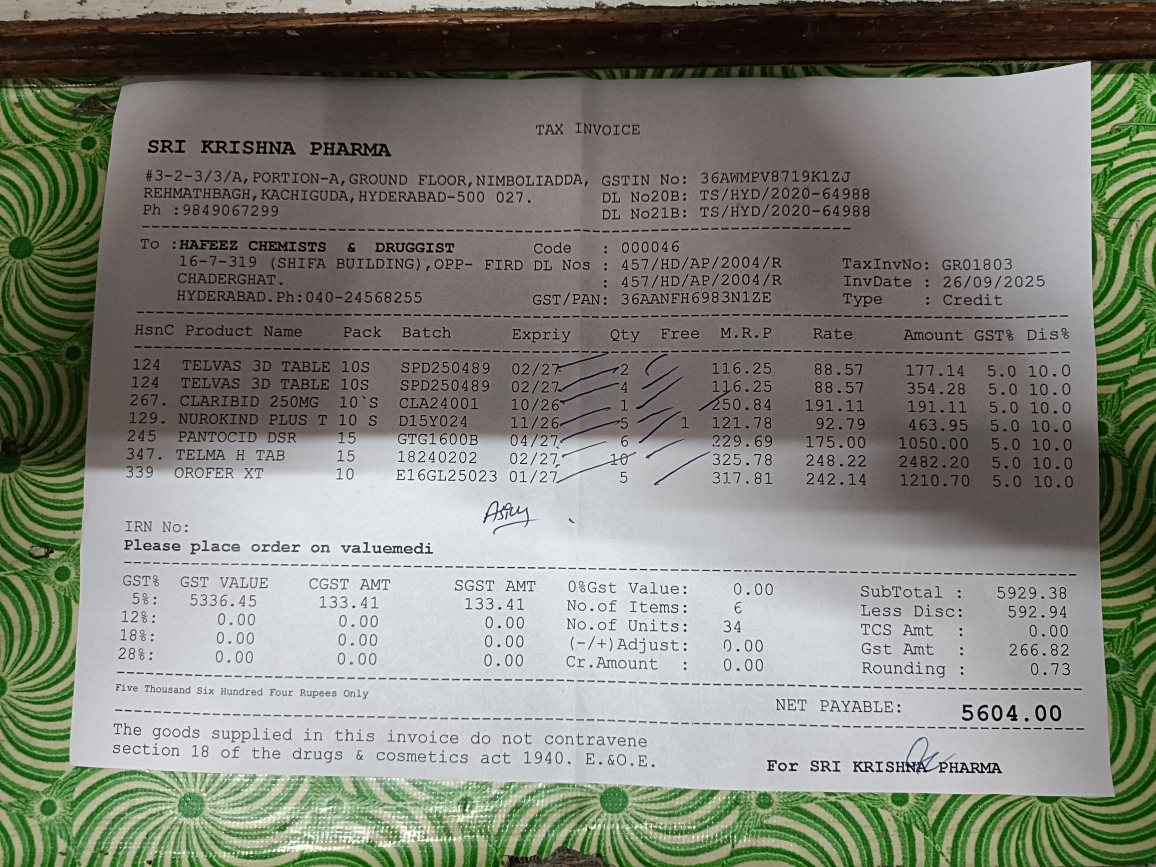 TAX INVOICE
SRI KRISHNA PHARMA
#3-2-3/3/A,PORTION-A,GROUND FLOOR,NIMBOLIADDA, GSTIN No: 36AWMPV8719K1ZJ
REHMATHBAGH,KACHIGUDA,HYDERABAD-500 027. DL No20B: TS/HYD/2020-64988
Ph :9849067299 DL No21B: TS/HYD/2020-64988
To :HAFEEZ CHEMISTS & DRUGGIST Code : 000046
16-7-319 (SHIFA BUILDING),OPP- FIRD DL Nos : 457/HD/AP/2004/R TaxInvNo: GR01803
CHADERGHAT. : 457/HD/AP/2004/R InvDate : 26/09/2025
HYDERABAD.Ph:040-24568255 GST/PAN: 36AANFH6983N1ZE Type : Credit
HsnC Product Name Pack Batch Expriy Qty Free M.R.P Rate Amount GST% Dis%
124 TELVAS 3D TABLE 10S SPD250489 02/27 2 116.25 88.57 177.14 5.0 10.0
124 TELVAS 3D TABLE 10S SPD250489 02/27 4 116.25 88.57 354.28 5.0 10.0
267. CLARIBID 250MG 10`S CLA24001 10/26 1 250.84 191.11 191.11 5.0 10.0
129. NUROKIND PLUS T 10 S D15Y024 11/26 5 1 121.78 92.79 463.95 5.0 10.0
245 PANTOCID DSR 15 GTG1600B 04/27 6 229.69 175.00 1050.00 5.0 10.0
347. TELMA H TAB 15 18240202 02/27 10 325.78 248.22 2482.20 5.0 10.0
339 OROFER XT 10 E16GL25023 01/27 5 317.81 242.14 1210.70 5.0 10.0
IRN No:
Please place order on valuemedi
GST% GST VALUE CGST AMT SGST AMT 0%Gst Value: 0.00 SubTotal : 5929.38
5%: 5336.45 133.41 133.41 No.of Items: 6 Less Disc: 592.94
12%: 0.00 0.00 0.00 No.of Units: 34 TCS Amt : 0.00
18%: 0.00 0.00 0.00 (-/+)Adjust: 0.00 Gst Amt : 266.82
28%: 0.00 0.00 0.00 Cr.Amount : 0.00 Rounding : 0.73
Five Thousand Six Hundred Four Rupees Only
NET PAYABLE: 5604.00
The goods supplied in this invoice do not contravene
section 18 of the drugs & cosmetics act 1940. E.&O.E.
For SRI KRISHNA PHARMA